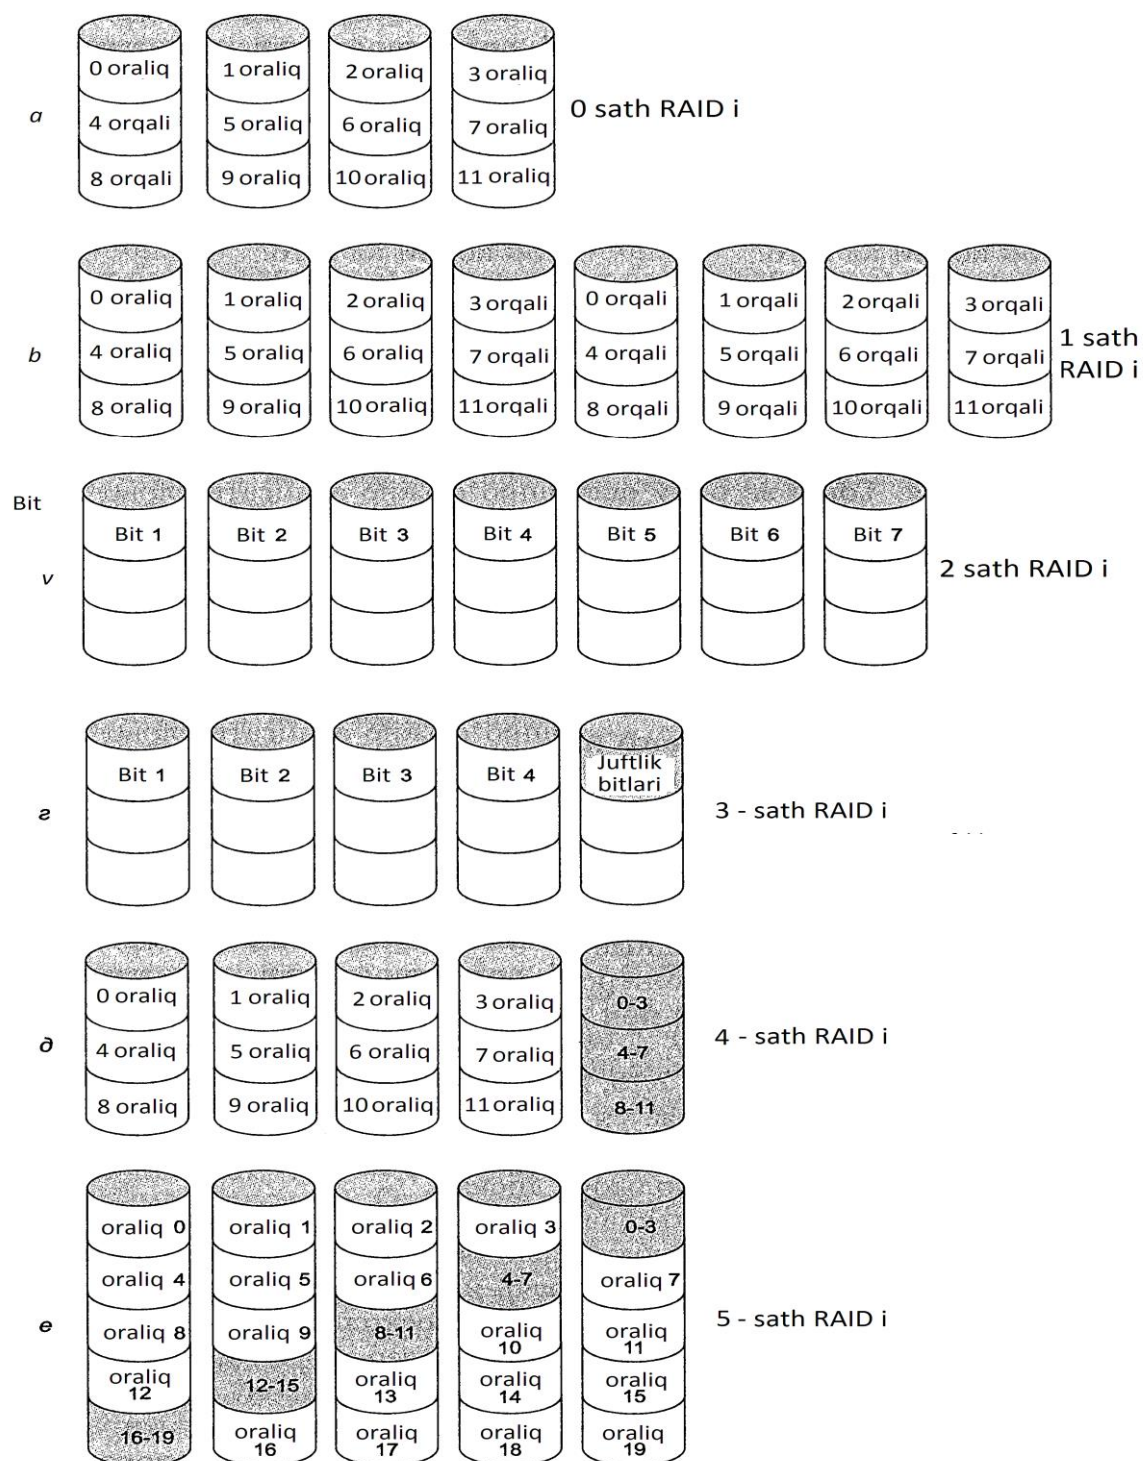 0 oraliq 1 oraliq 2 oraliq 3 oraliq
a 4 orqali 5 oraliq 6 oraliq 7 oraliq 0 sath RAID i
8 orqali 9 oraliq 10 oraliq 11 oraliq
0 oraliq 1 oraliq 2 oraliq 3 orqali 0 orqali 1 orqali 2 orqali 3 orqali
b 4 oraliq 5 oraliq 6 oraliq 7 orqali 4 orqali 5 orqali 6 orqali 7 orqali 1 sath
RAID i
8 oraliq 9 oraliq 10 oraliq 11 orqali 8 orqali 9 orqali 10 orqali 11 orqali
Bit
Bit 1 Bit 2 Bit 3 Bit 4 Bit 5 Bit 6 Bit 7
v 2 sath RAID i
Bit 1 Bit 2 Bit 3 Bit 4 Juftlik
bitlari
г 3 - sath RAID i
0 oraliq 1 oraliq 2 oraliq 3 oraliq 0-3
д 4 oraliq 5 oraliq 6 oraliq 7 oraliq 4-7 4 - sath RAID i
8 oraliq 9 oraliq 10 oraliq 11 oraliq 8-11
oraliq 0 oraliq 1 oraliq 2 oraliq 3 0-3
oraliq 4 oraliq 5 oraliq 6 4-7 oraliq 7
е oraliq 8 oraliq 9 8-11 oraliq 10 oraliq 11 5 - sath RAID i
oraliq 12 12-15 oraliq 13 oraliq 14 oraliq 15
16-19 oraliq 16 oraliq 17 oraliq 18 oraliq 19